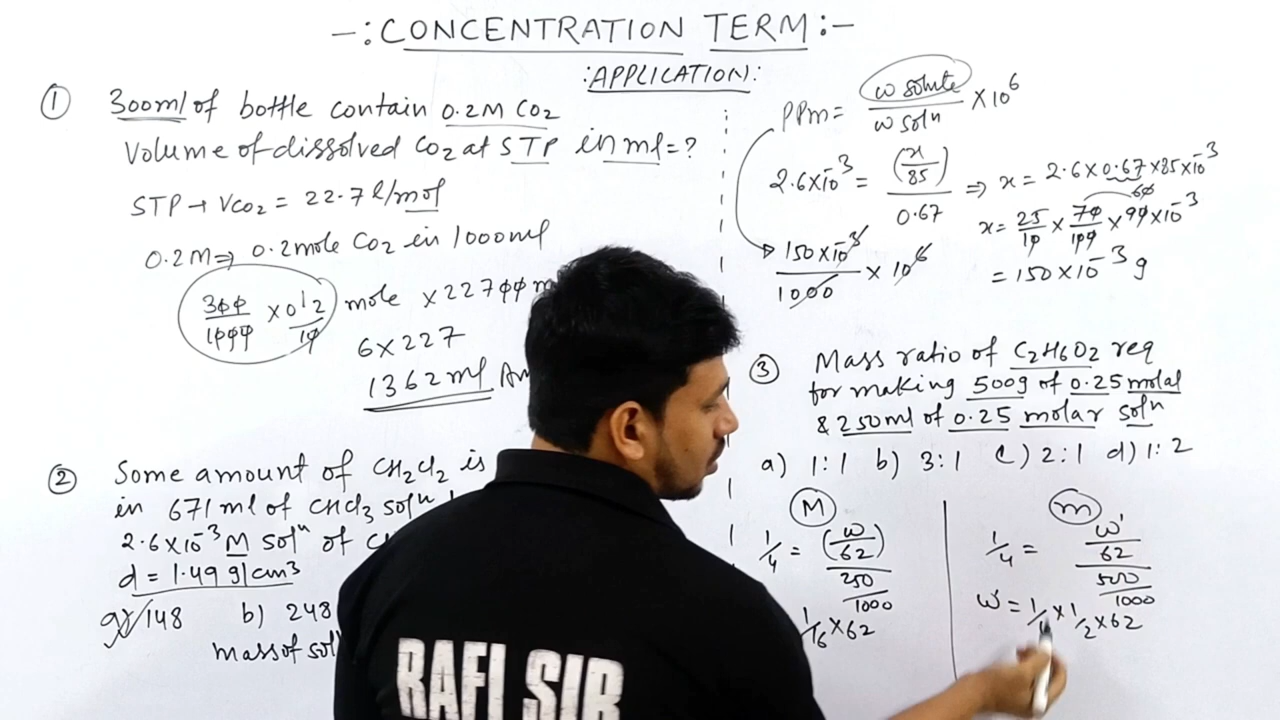 -:CONCENTRATION TERM:-
:APPLICATION:
① 300ml of bottle contain 0.2M CO2
Volume of dissolved CO2 at STP in ml=?
STP → VCO2 = 22.7 l/mol
0.2M ⇒ 0.2 mole CO2 in 1000ml
300/1000 × 0.2/10 mole × 22700 m
6×227
1362 ml An
② Some amount of CH2Cl2 is
in 671 ml of CHCl3 solⁿ
2.6×10⁻³ M solⁿ of C
d = 1.49 g/cm³
148 b) 248
mass of sol
PPm = w solute / w solⁿ ×10⁶
2.6×10⁻³ = (x/85) / 0.67 ⇒ x = 2.6×0.67×85×10⁻³
x = 25/10 × 70/100 × 90×10⁻³
60
= 150×10⁻³ g
150×10⁻³ / 1000 × 10⁶
③ Mass ratio of C2H6O2 req
for making 500g of 0.25 molal
& 250ml of 0.25 molar solⁿ
a) 1:1 b) 3:1 c) 2:1 d) 1:2
M
1/4 = (w/62) / 250/1000
1/16 × 62
m
1/4 = w'/62 / 500/1000
w' = 1/4 × 1/2 × 62
RAFI SIR